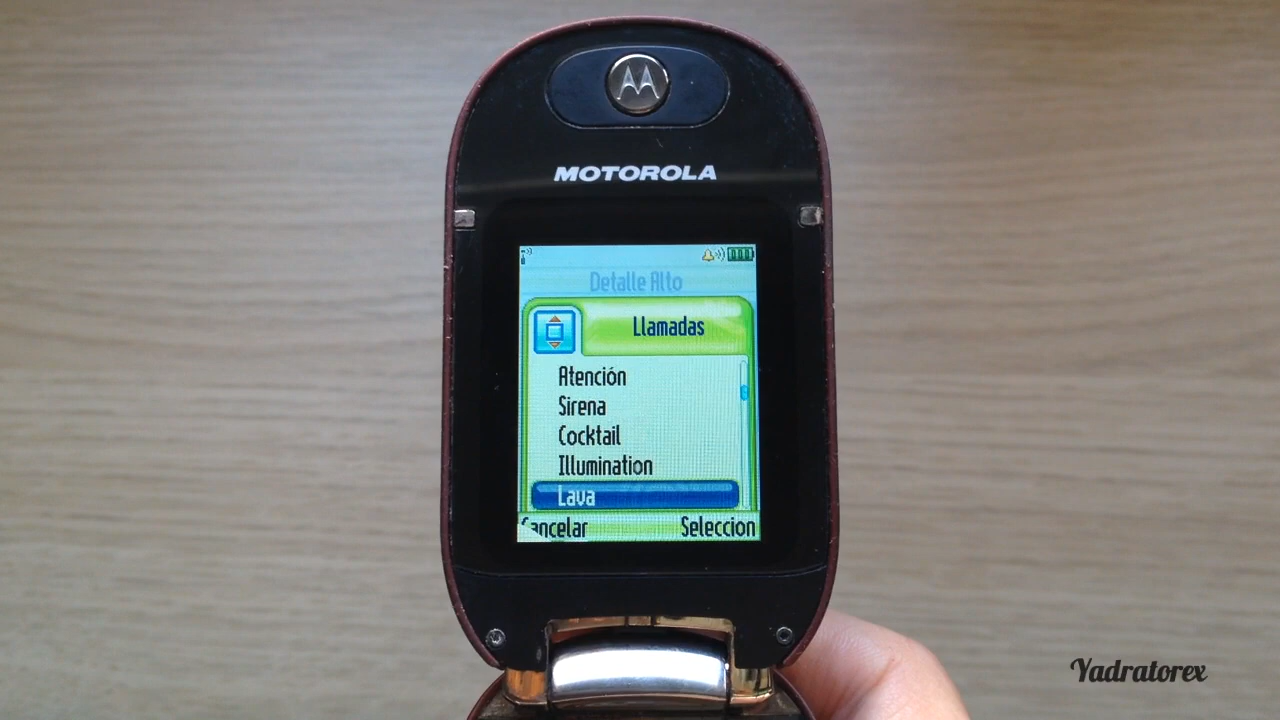 MOTOROLA
Detalle Alto
Llamadas
Atención
Sirena
Cocktail
Illumination
Lava
Cancelar Seleccion
Yadratorex